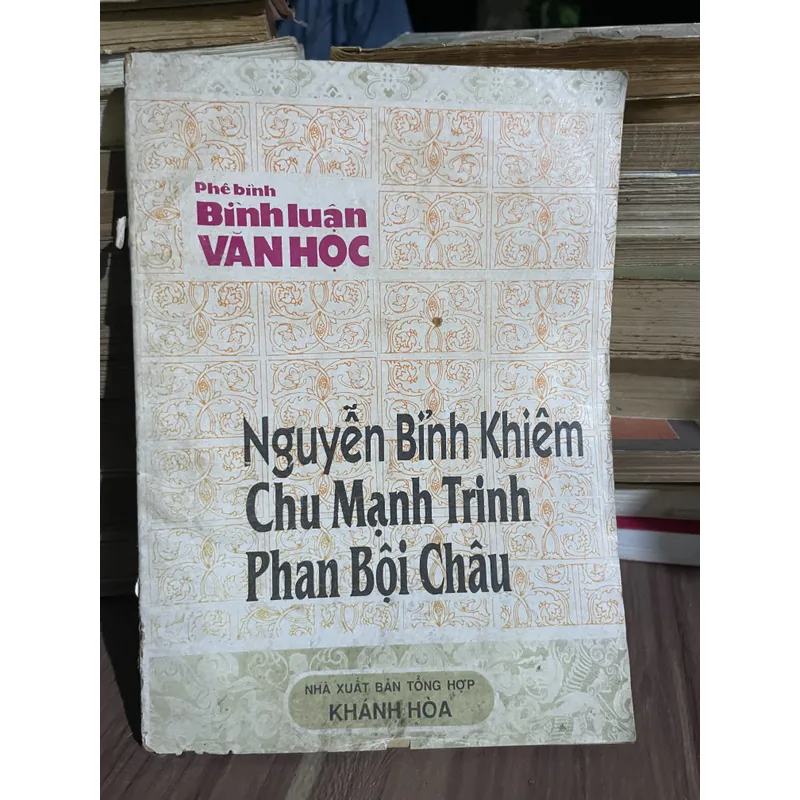 Phê bình
Bình luận
VĂN HỌC
Nguyễn Bỉnh Khiêm
Chu Mạnh Trinh
Phan Bội Châu
NHÀ XUẤT BẢN TỔNG HỢP
KHÁNH HÒA